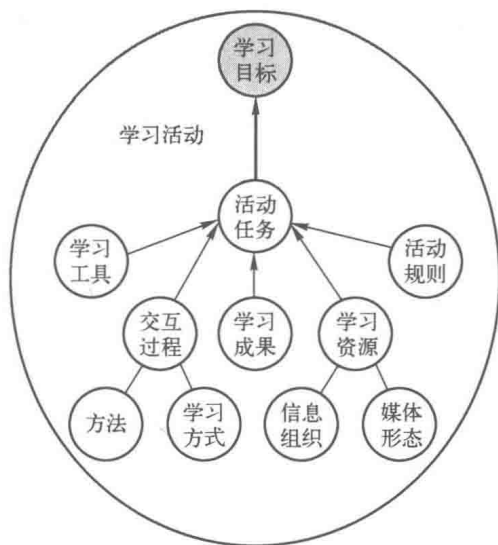 学习
目标
学习活动
活动
任务
学习
工具
活动
规则
交互
过程
学习
成果
学习
资源
方法
学习
方式
信息
组织
媒体
形态